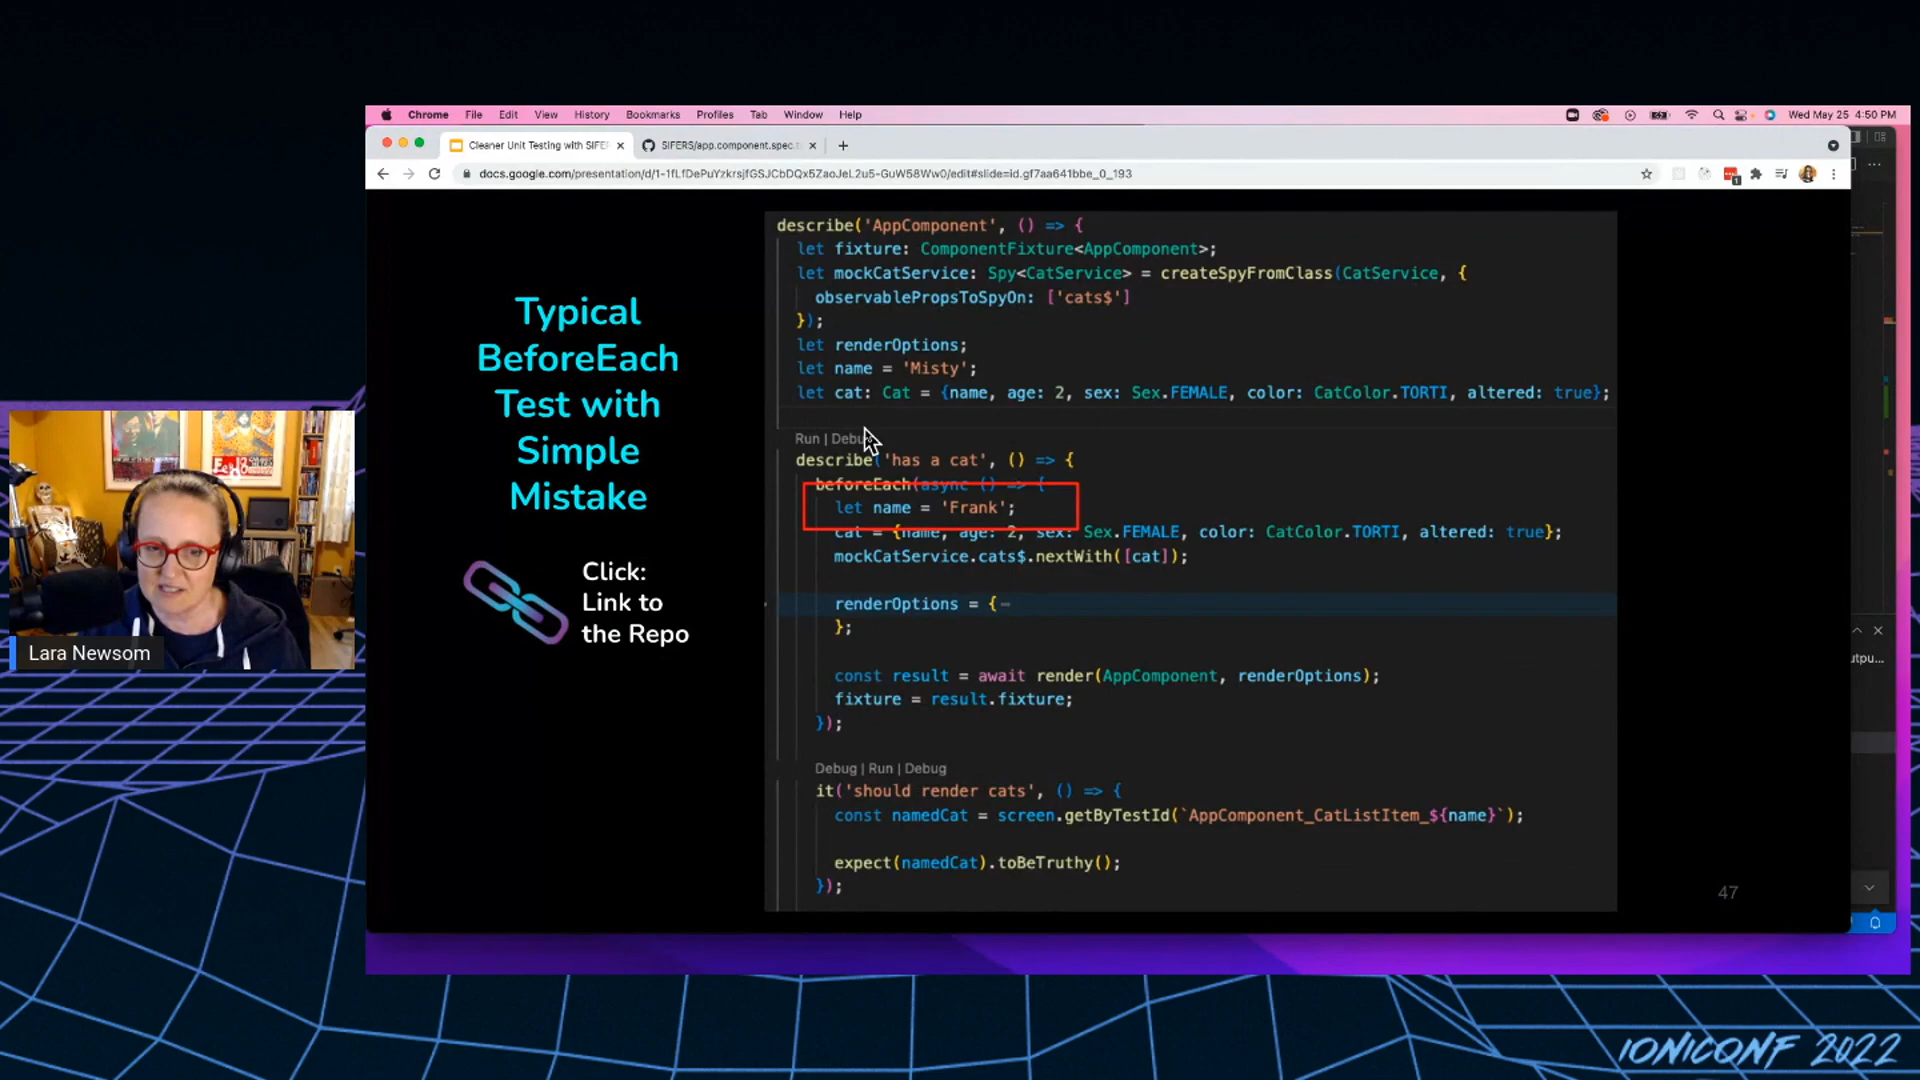 Chrome File Edit View History Bookmarks Profiles Tab Window Help
Wed May 25 4:50 PM
Cleaner Unit Testing with SIFER
SIFERS/app.component.spec.t
docs.google.com/presentation/d/1-1fLfDePuYzkrsjfGSJCbDQx5ZaoJeL2u5-GuW58Ww0/edit#slide=id.gf7aa641bbe_0_193
Typical
BeforeEach
Test with
Simple
Mistake
Click:
Link to
the Repo
describe('AppComponent', () => {
let fixture: ComponentFixture<AppComponent>;
let mockCatService: Spy<CatService> = createSpyFromClass(CatService, {
observablePropsToSpyOn: ['cats$']
});
let renderOptions;
let name = 'Misty';
let cat: Cat = {name, age: 2, sex: Sex.FEMALE, color: CatColor.TORTI, altered: true};
Run | Debug
describe('has a cat', () => {
beforeEach(async () => {
let name = 'Frank';
cat = {name, age: 2, sex: Sex.FEMALE, color: CatColor.TORTI, altered: true};
mockCatService.cats$.nextWith([cat]);
renderOptions = {
};
const result = await render(AppComponent, renderOptions);
fixture = result.fixture;
});
Debug | Run | Debug
it('should render cats', () => {
const namedCat = screen.getByTestId(`AppComponent_CatListItem_${name}`);
expect(namedCat).toBeTruthy();
});
47
utpu...
Lara Newsom
IONICONF 2022